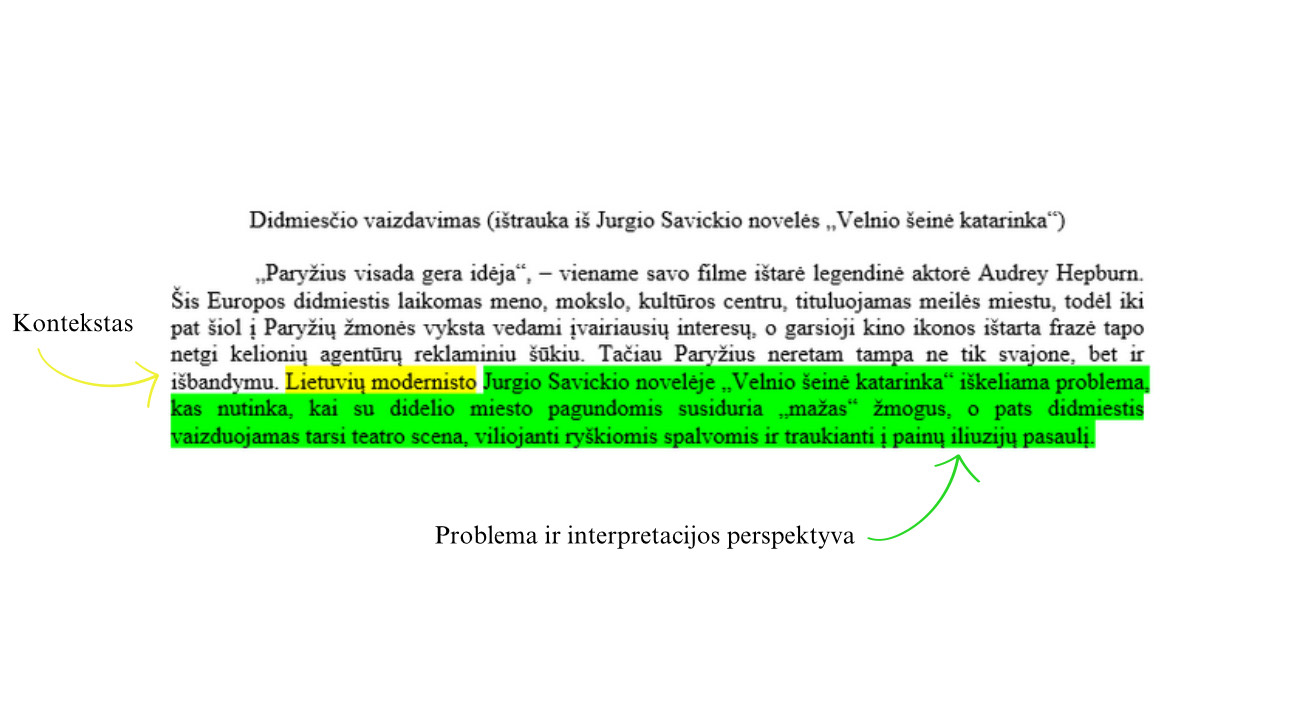 Didmiesčio vaizdavimas (ištrauka iš Jurgio Savickio novelės „Velnio šeinė katarinka“)
„Paryžius visada gera idėja“, – viename savo filme ištarė legendinė aktorė Audrey Hepburn.
Šis Europos didmiestis laikomas meno, mokslo, kultūros centru, tituluojamas meilės miestu, todėl iki
pat šiol į Paryžių žmonės vyksta vedami įvairiausių interesų, o garsioji kino ikonos ištarta frazė tapo
netgi kelionių agentūrų reklaminiu šūkiu. Tačiau Paryžius neretam tampa ne tik svajone, bet ir
išbandymu. Lietuvių modernisto Jurgio Savickio novelėje „Velnio šeinė katarinka“ iškeliama problema,
kas nutinka, kai su didelio miesto pagundomis susiduria „mažas“ žmogus, o pats didmiestis
vaizduojamas tarsi teatro scena, viliojanti ryškiomis spalvomis ir traukianti į painų iliuzijų pasaulį.
Kontekstas
Problema ir interpretacijos perspektyva